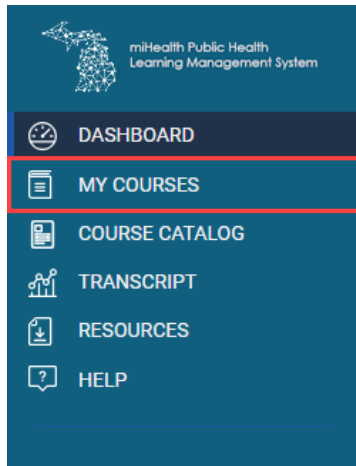 miHealth Public Health
Learning Management System
DASHBOARD
MY COURSES
COURSE CATALOG
TRANSCRIPT
RESOURCES
HELP